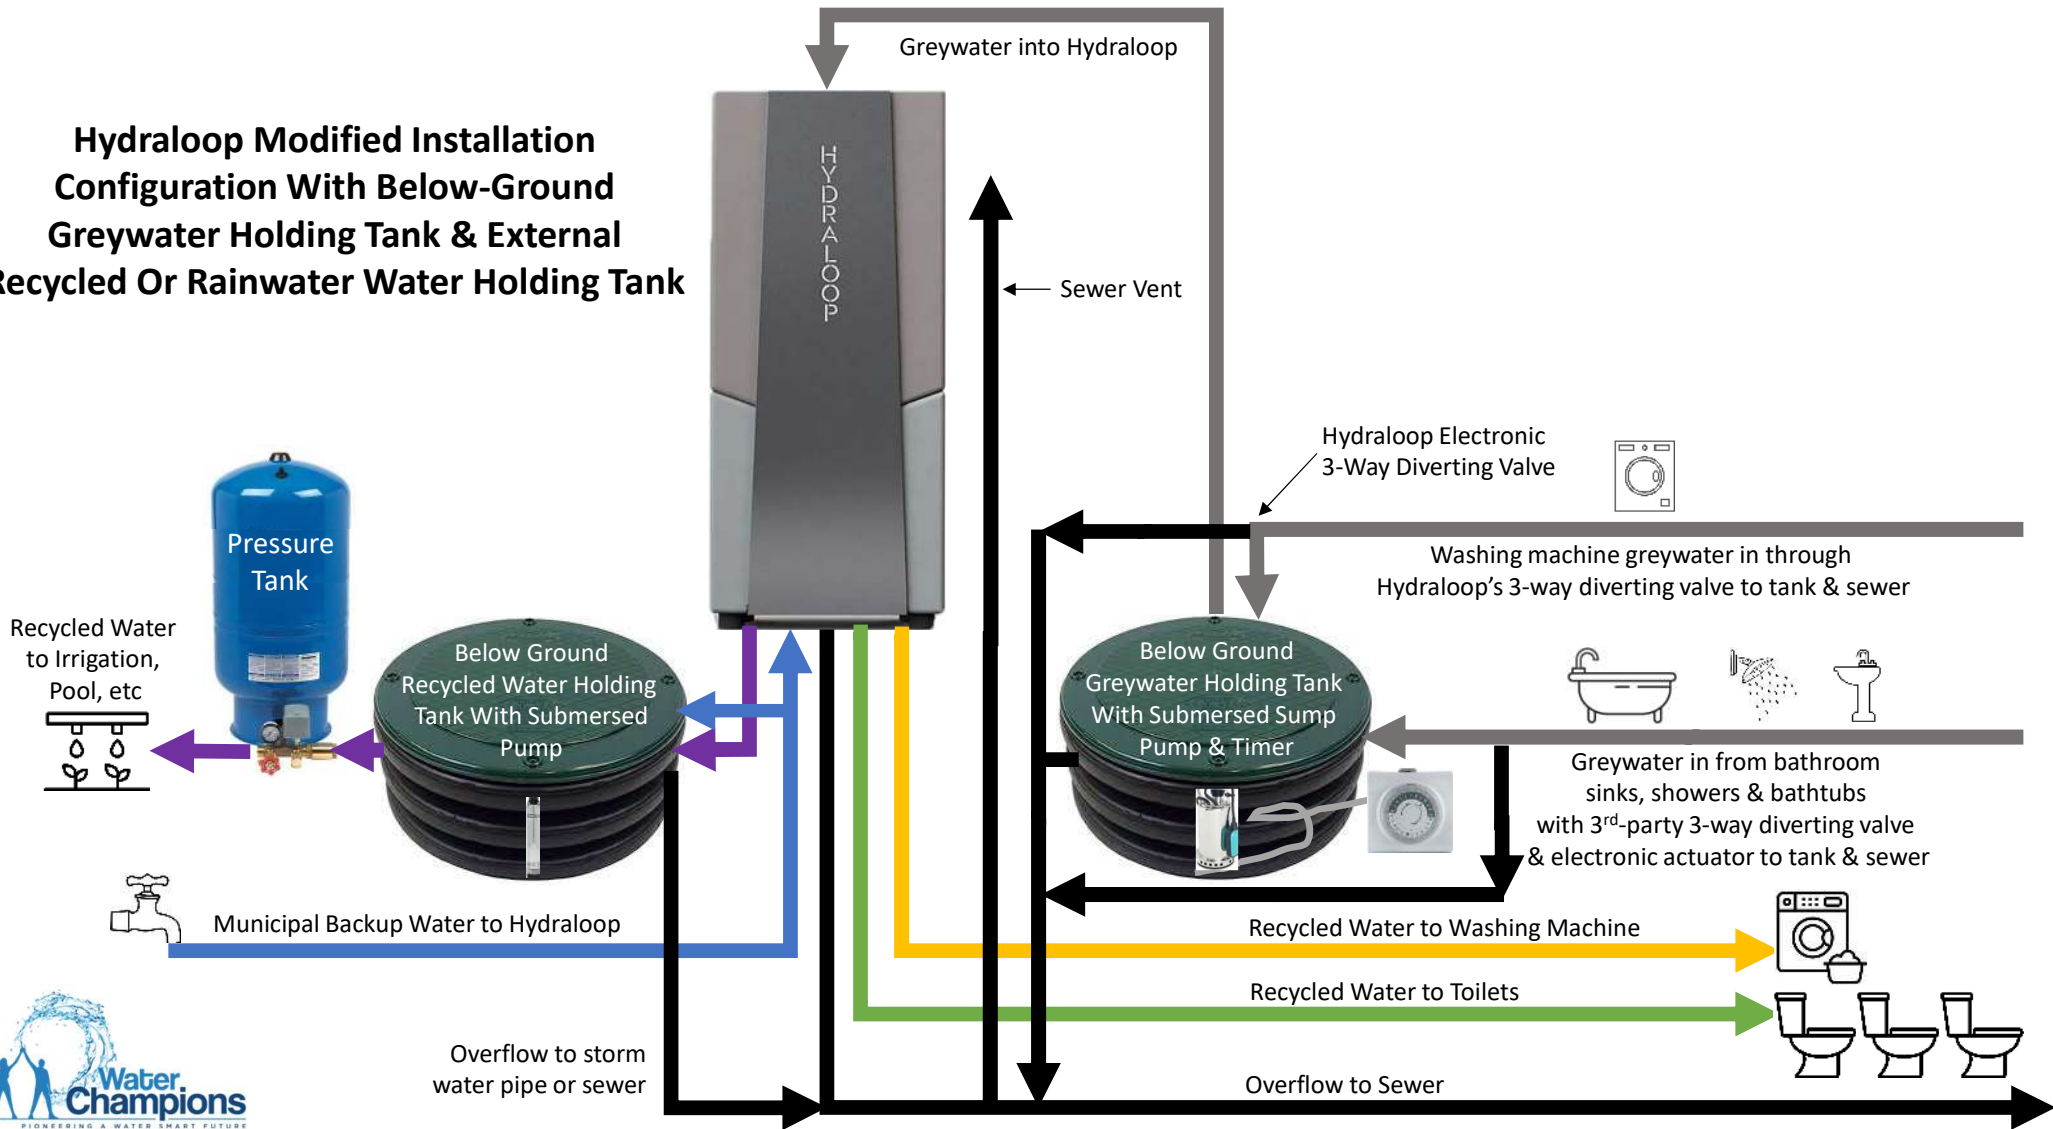 Greywater into Hydraloop
Hydraloop Modified Installation
Configuration With Below-Ground
Greywater Holding Tank & External
Recycled Or Rainwater Water Holding Tank
HYDRALOOP
Sewer Vent
Hydraloop Electronic
3-Way Diverting Valve
Pressure
Tank
Washing machine greywater in through
Hydraloop's 3-way diverting valve to tank & sewer
Recycled Water
to Irrigation,
Pool, etc
Below Ground
Recycled Water Holding
Tank With Submersed
Pump
Below Ground
Greywater Holding Tank
With Submersed Sump
Pump & Timer
Greywater in from bathroom
sinks, showers & bathtubs
with 3rd-party 3-way diverting valve
& electronic actuator to tank & sewer
Municipal Backup Water to Hydraloop
Recycled Water to Washing Machine
Recycled Water to Toilets
Overflow to storm
water pipe or sewer
Overflow to Sewer
Water
Champions
PIONEERING A WATER SMART FUTURE